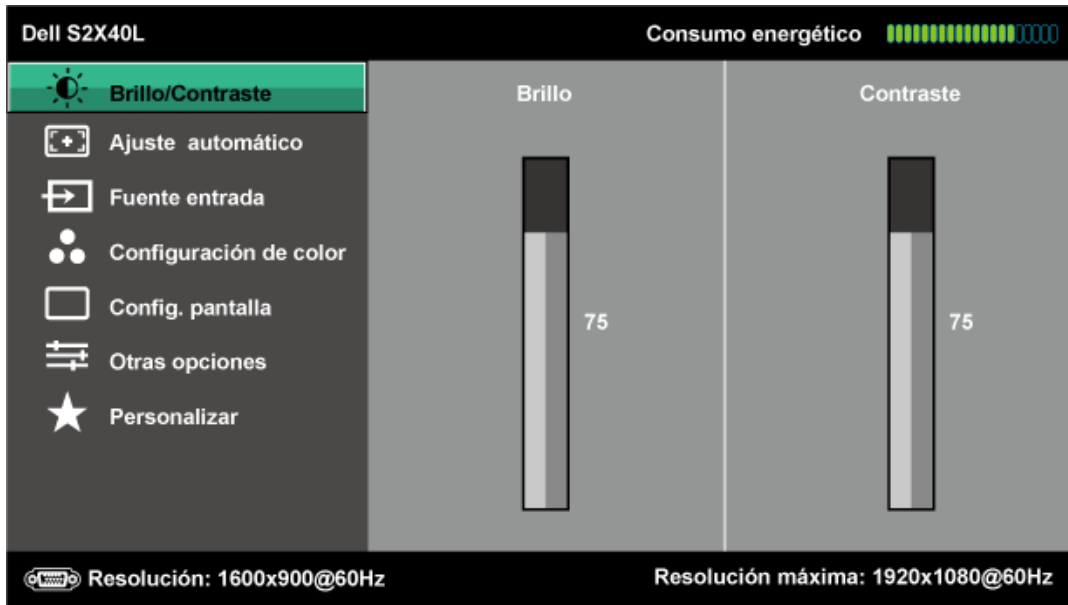 Dell S2X40L
Consumo energético
Brillo/Contraste
Ajuste automático
Fuente entrada
Configuración de color
Config. pantalla
Otras opciones
Personalizar
Brillo
75
Contraste
75
Resolución: 1600x900@60Hz
Resolución máxima: 1920x1080@60Hz